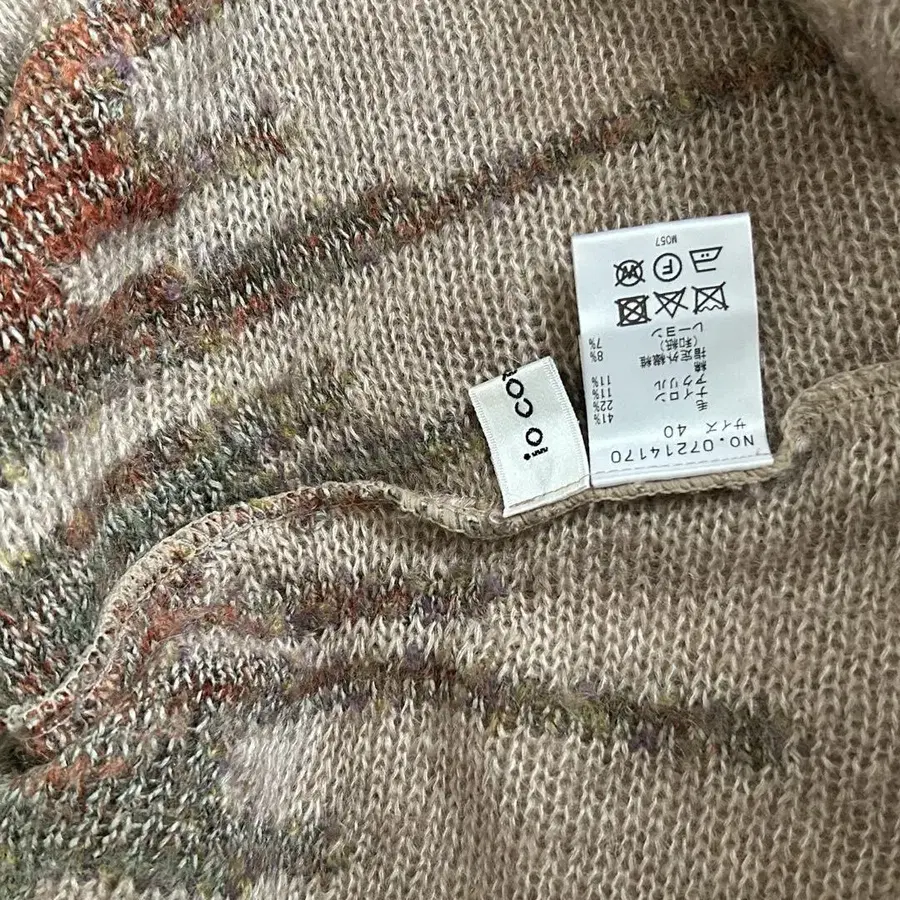 NO.07214170
サイズ 40
毛 41%
ナイロン 22%
アクリル 11%
綿 11%
指定外繊維 8%
(和紙)
レーヨン 7%
F W
M057